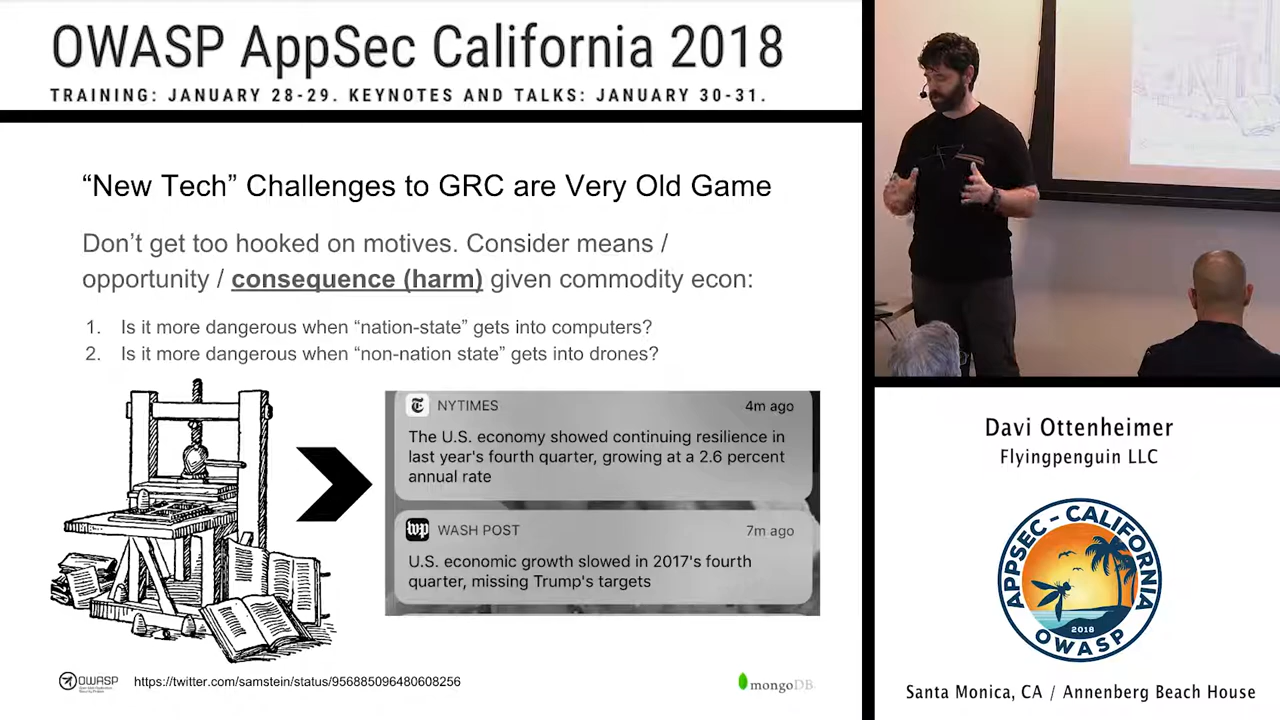 OWASP AppSec California 2018
TRAINING: JANUARY 28-29. KEYNOTES AND TALKS: JANUARY 30-31.
“New Tech” Challenges to GRC are Very Old Game
Don’t get too hooked on motives. Consider means /
opportunity / consequence (harm) given commodity econ:
1. Is it more dangerous when “nation-state” gets into computers?
2. Is it more dangerous when “non-nation state” gets into drones?
NYTIMES 4m ago
The U.S. economy showed continuing resilience in
last year's fourth quarter, growing at a 2.6 percent
annual rate
wp WASH POST 7m ago
U.S. economic growth slowed in 2017's fourth
quarter, missing Trump's targets
OWASP
https://twitter.com/samstein/status/956885096480608256
mongoDB
Davi Ottenheimer
Flyingpenguin LLC
APPSEC - CALIFORNIA
2018
OWASP
Santa Monica, CA / Annenberg Beach House